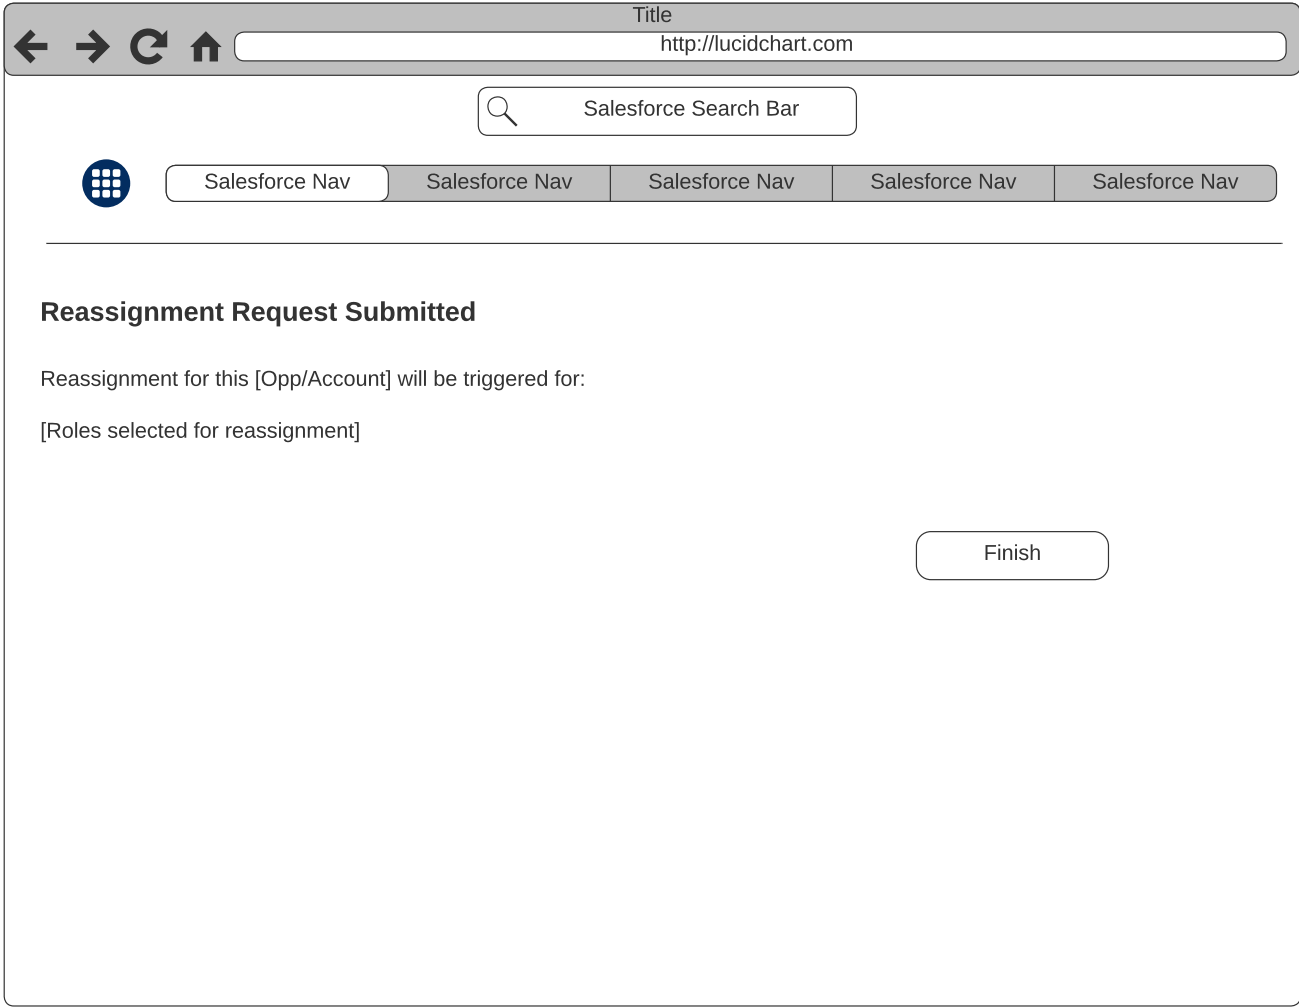 Title
http://lucidchart.com
Salesforce Search Bar
Salesforce Nav Salesforce Nav Salesforce Nav Salesforce Nav Salesforce Nav
Reassignment Request Submitted
Reassignment for this [Opp/Account] will be triggered for:
[Roles selected for reassignment]
Finish